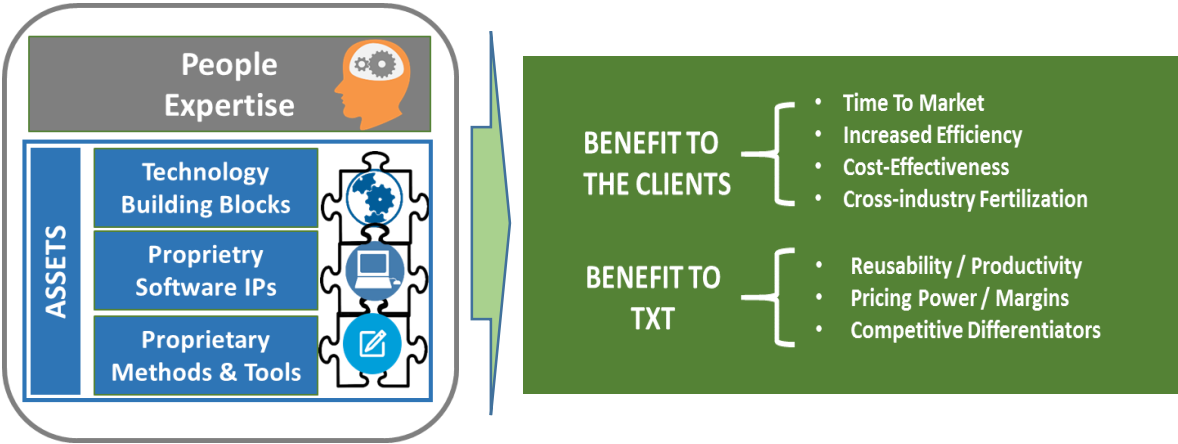 People
Expertise
ASSETS
Technology
Building Blocks
Proprietry
Software IPs
Proprietary
Methods & Tools
BENEFIT TO
THE CLIENTS
• Time To Market
• Increased Efficiency
• Cost-Effectiveness
• Cross-industry Fertilization
BENEFIT TO
TXT
• Reusability / Productivity
• Pricing Power / Margins
• Competitive Differentiators